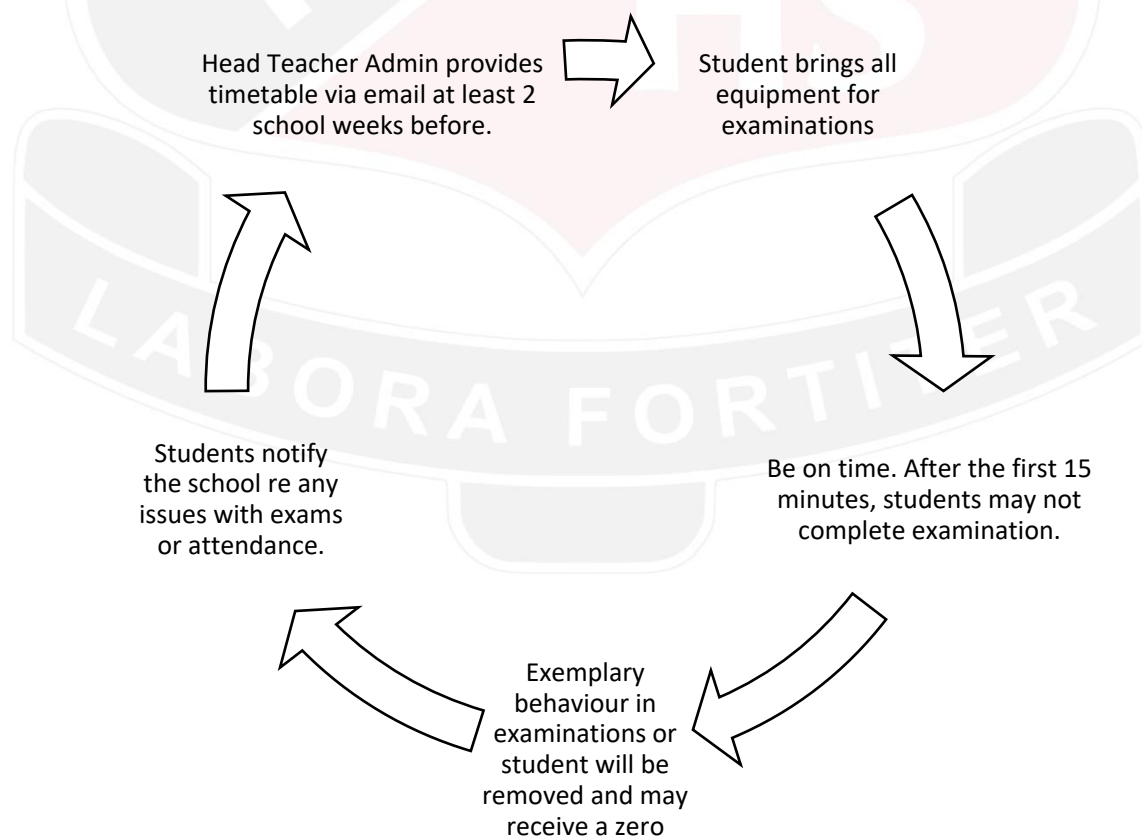 HS
Head Teacher Admin provides
timetable via email at least 2
school weeks before.
Student brings all
equipment for
examinations
LABORA FORTITER
Students notify
the school re any
issues with exams
or attendance.
Be on time. After the first 15
minutes, students may not
complete examination.
Exemplary
behaviour in
examinations or
student will be
removed and may
receive a zero